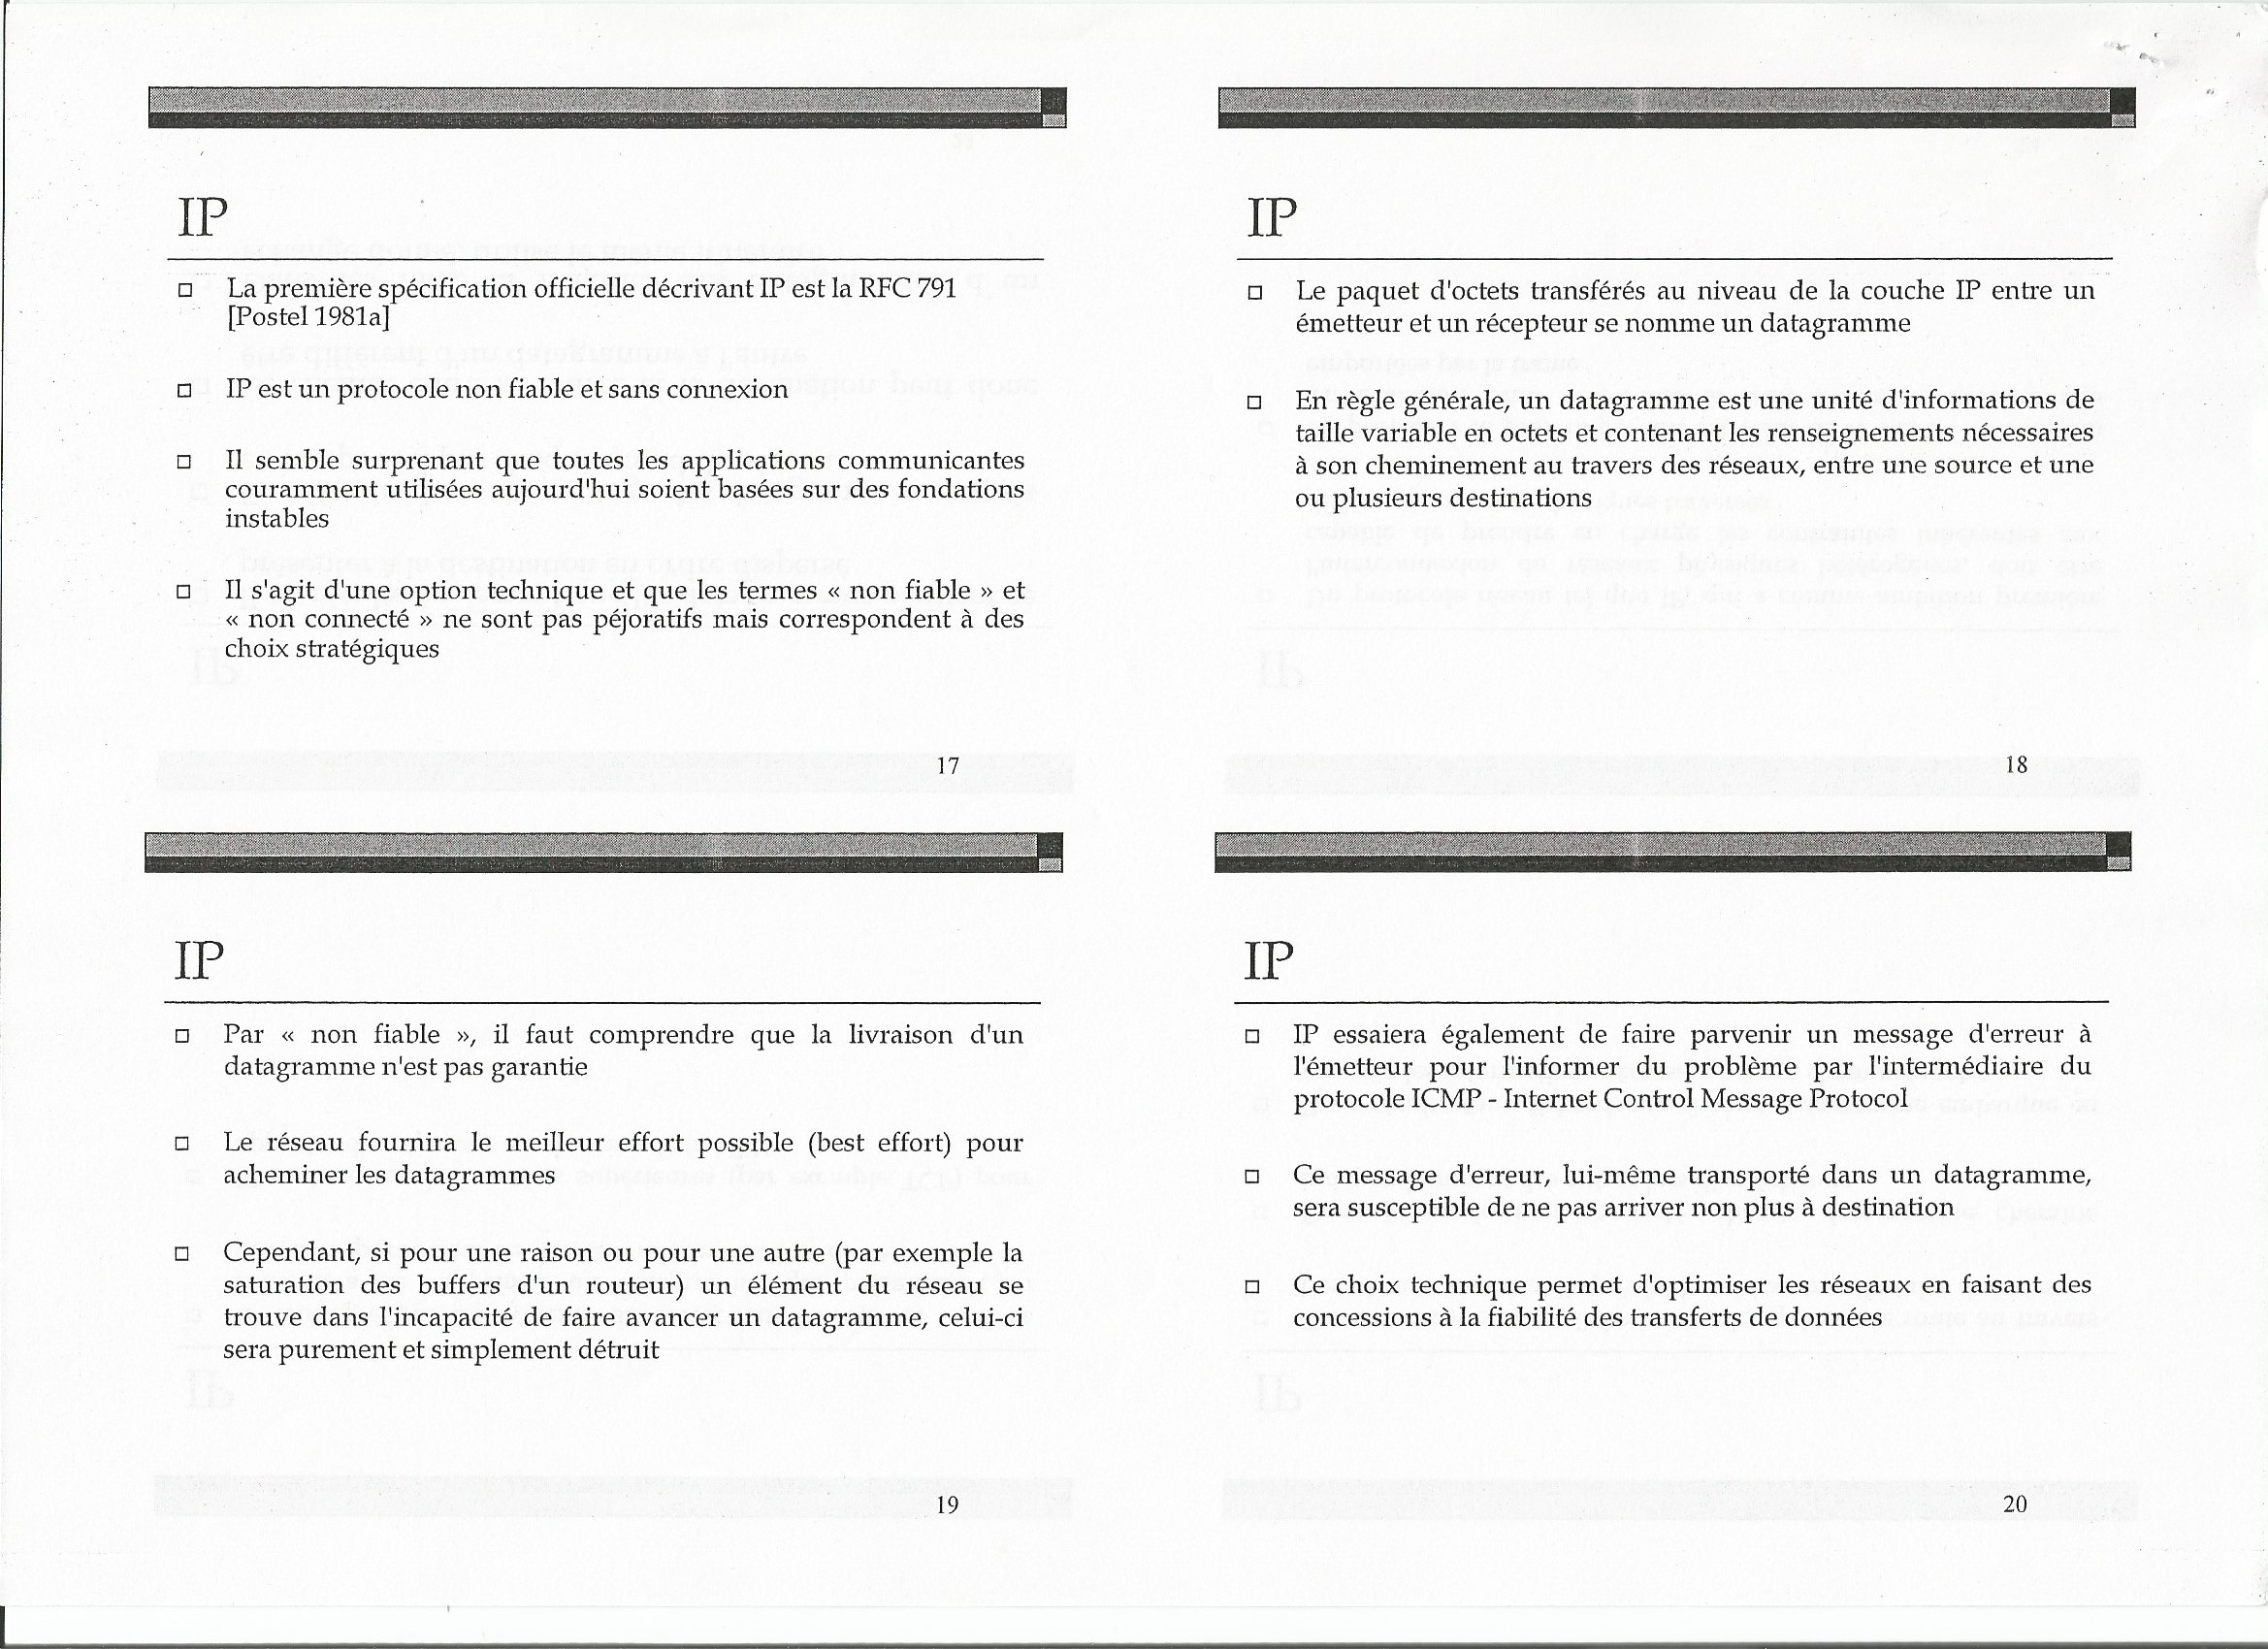 IP
□ La première spécification officielle décrivant IP est la RFC 791
[Postel 1981a]
□ IP est un protocole non fiable et sans connexion
□ Il semble surprenant que toutes les applications communicantes
couramment utilisées aujourd'hui soient basées sur des fondations
instables
□ Il s'agit d'une option technique et que les termes « non fiable » et
« non connecté » ne sont pas péjoratifs mais correspondent à des
choix stratégiques
17
IP
□ Le paquet d'octets transférés au niveau de la couche IP entre un
émetteur et un récepteur se nomme un datagramme
□ En règle générale, un datagramme est une unité d'informations de
taille variable en octets et contenant les renseignements nécessaires
à son cheminement au travers des réseaux, entre une source et une
ou plusieurs destinations
18
IP
□ Par « non fiable », il faut comprendre que la livraison d'un
datagramme n'est pas garantie
□ Le réseau fournira le meilleur effort possible (best effort) pour
acheminer les datagrammes
□ Cependant, si pour une raison ou pour une autre (par exemple la
saturation des buffers d'un routeur) un élément du réseau se
trouve dans l'incapacité de faire avancer un datagramme, celui-ci
sera purement et simplement détruit
19
IP
□ IP essaiera également de faire parvenir un message d'erreur à
l'émetteur pour l'informer du problème par l'intermédiaire du
protocole ICMP - Internet Control Message Protocol
□ Ce message d'erreur, lui-même transporté dans un datagramme,
sera susceptible de ne pas arriver non plus à destination
□ Ce choix technique permet d'optimiser les réseaux en faisant des
concessions à la fiabilité des transferts de données
20